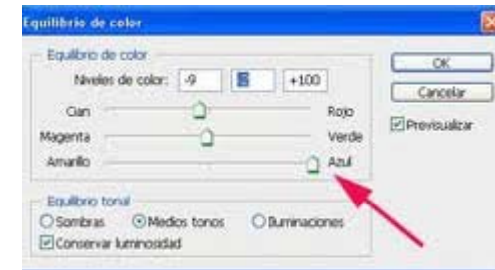 Equilibrio de color
Equilibrio de color
Niveles de color: -9 +100
Cian Rojo
Magenta Verde
Amarillo Azul
OK
Cancelar
Previsualizar
Equilibrio tonal
Sombras Medios tonos Iluminaciones
Conservar luminosidad